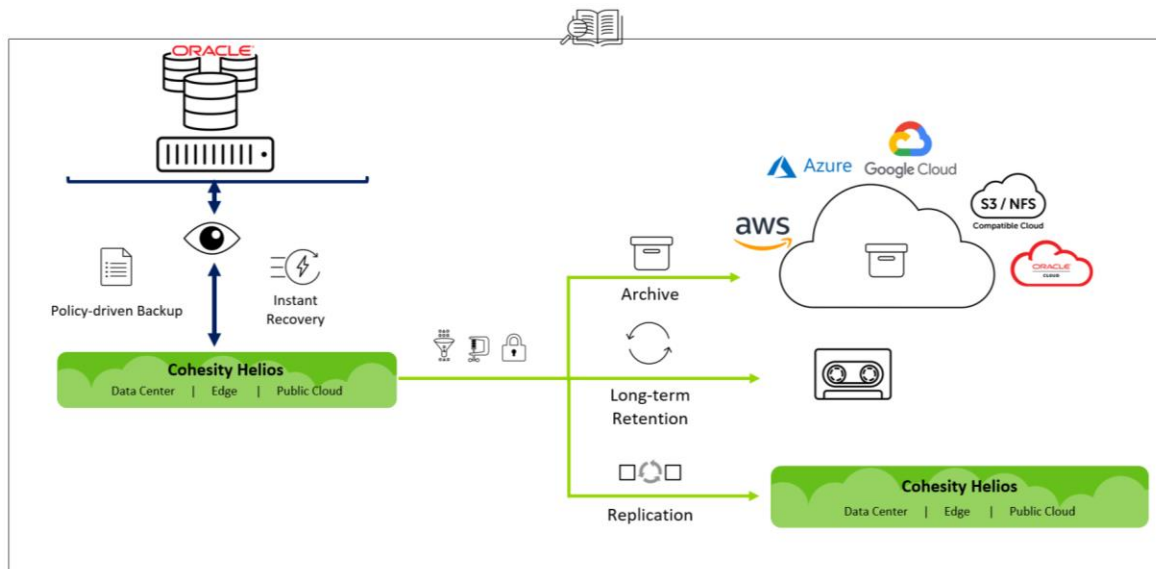 ORACLE
Policy-driven Backup
Instant
Recovery
Cohesity Helios
Data Center | Edge | Public Cloud
Archive
Long-term
Retention
Replication
Azure
Google Cloud
aws
S3 / NFS
Compatible Cloud
ORACLE
CLOUD
Cohesity Helios
Data Center | Edge | Public Cloud